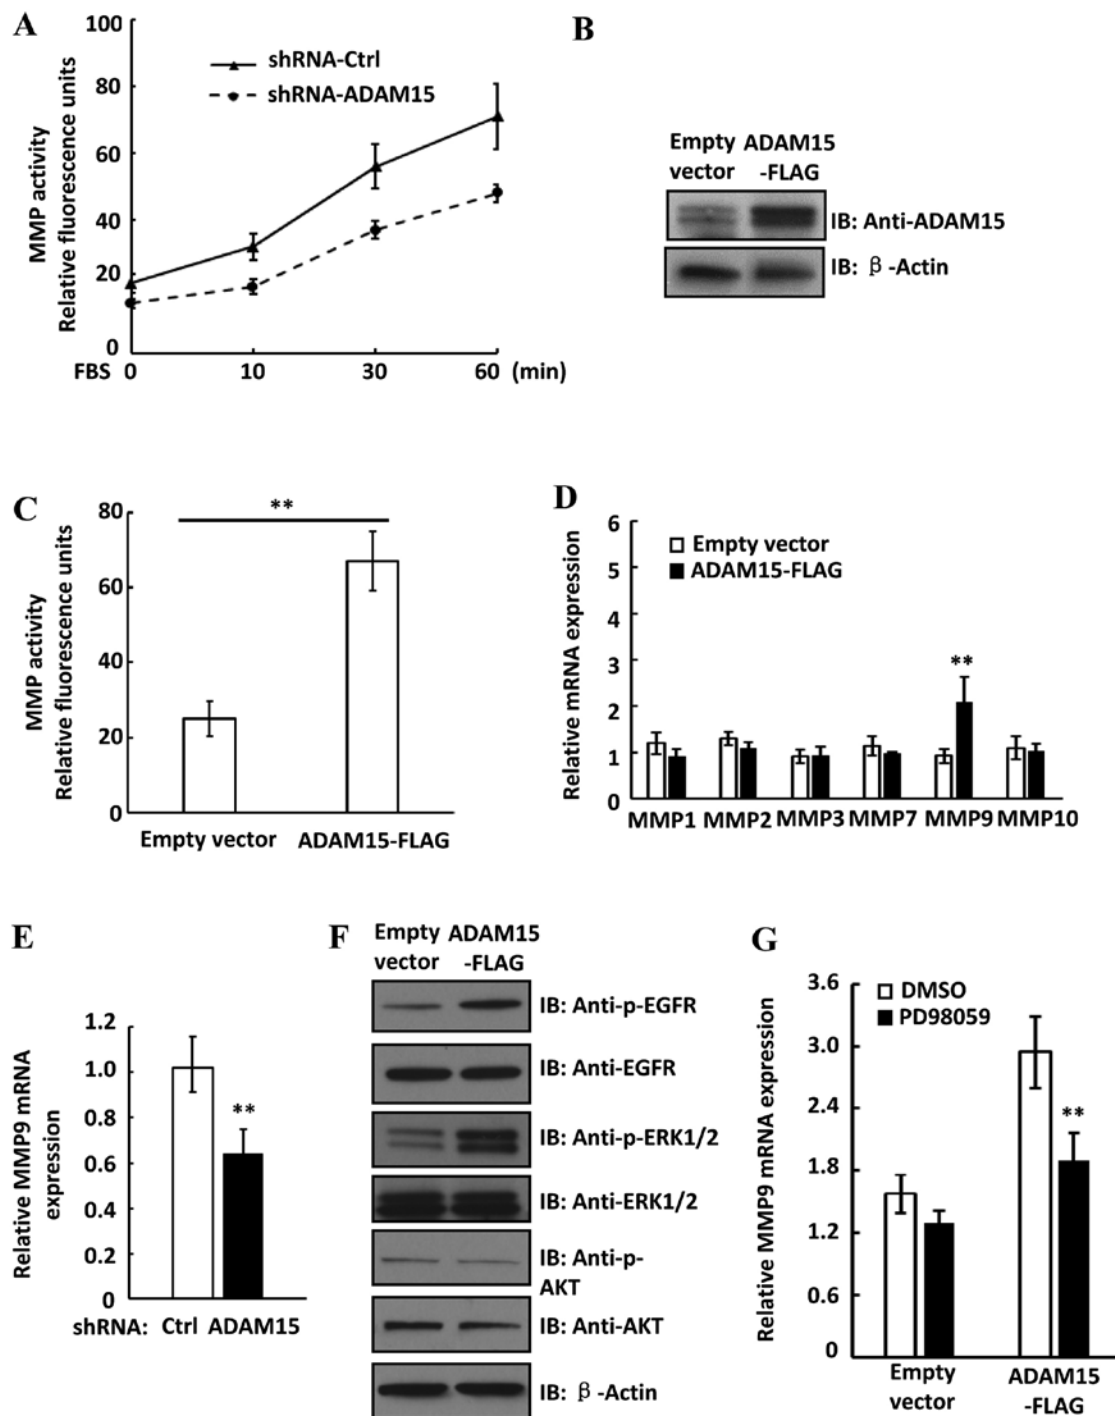 A
MMP activity
Relative fluorescence units
100
80
60
40
20
0
shRNA-Ctrl
shRNA-ADAM15
FBS 0 10 30 60 (min)
B
Empty ADAM15
vector -FLAG
IB: Anti-ADAM15
IB: β-Actin
C
MMP activity
Relative fluorescence units
80
60
40
20
0
**
Empty vector ADAM15-FLAG
D
Relative mRNA expression
6
5
4
3
2
1
0
Empty vector
ADAM15-FLAG
**
MMP1 MMP2 MMP3 MMP7 MMP9 MMP10
E
Relative MMP9 mRNA
expression
1.2
1.0
0.8
0.6
0.4
0.2
0
**
shRNA: Ctrl ADAM15
F
Empty ADAM15
vector -FLAG
IB: Anti-p-EGFR
IB: Anti-EGFR
IB: Anti-p-ERK1/2
IB: Anti-ERK1/2
IB: Anti-p-
AKT
IB: Anti-AKT
IB: β-Actin
G
Relative MMP9 mRNA expression
3.6
3.0
2.4
1.8
1.2
0.6
0
DMSO
PD98059
**
Empty ADAM15
vector -FLAG